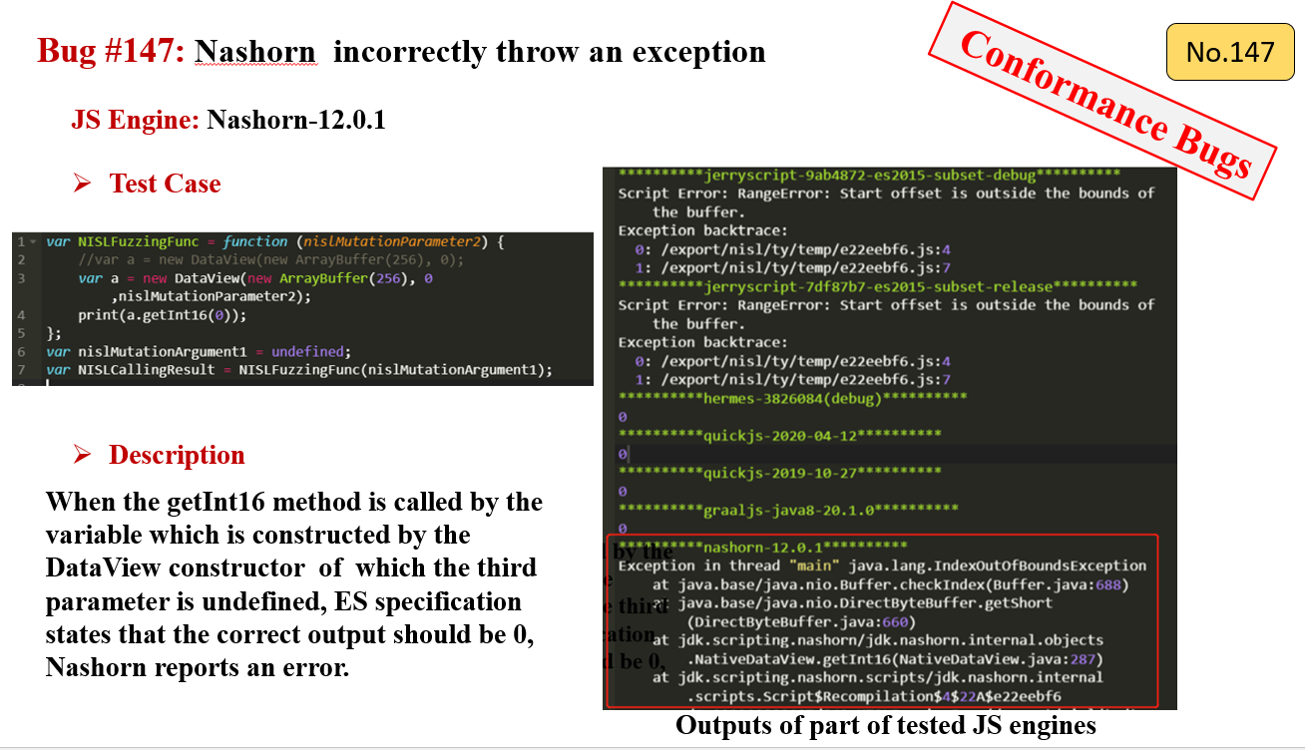 Bug #147: Nashorn incorrectly throw an exception
Conformance Bugs
No.147
JS Engine: Nashorn-12.0.1
➢ Test Case
1 var NISLFuzzingFunc = function (nislMutationParameter2) {
2 //var a = new DataView(new ArrayBuffer(256), 0);
3 var a = new DataView(new ArrayBuffer(256), 0
,nislMutationParameter2);
4 print(a.getInt16(0));
5 };
6 var nislMutationArgument1 = undefined;
7 var NISLCallingResult = NISLFuzzingFunc(nislMutationArgument1);
➢ Description
When the getInt16 method is called by the
variable which is constructed by the
DataView constructor of which the third
parameter is undefined, ES specification
states that the correct output should be 0,
Nashorn reports an error.
**********jerryscript-9ab4872-es2015-subset-debug**********
Script Error: RangeError: Start offset is outside the bounds of
the buffer.
Exception backtrace:
0: /export/nisl/ty/temp/e22eebf6.js:4
1: /export/nisl/ty/temp/e22eebf6.js:7
**********jerryscript-7df87b7-es2015-subset-release**********
Script Error: RangeError: Start offset is outside the bounds of
the buffer.
Exception backtrace:
0: /export/nisl/ty/temp/e22eebf6.js:4
1: /export/nisl/ty/temp/e22eebf6.js:7
**********hermes-3826084(debug)**********
0
**********quickjs-2020-04-12**********
0
**********quickjs-2019-10-27**********
0
**********graaljs-java8-20.1.0**********
0
**********nashorn-12.0.1**********
Exception in thread "main" java.lang.IndexOutOfBoundsException
at java.base/java.nio.Buffer.checkIndex(Buffer.java:688)
at java.base/java.nio.DirectByteBuffer.getShort
(DirectByteBuffer.java:660)
at jdk.scripting.nashorn/jdk.nashorn.internal.objects
.NativeDataView.getInt16(NativeDataView.java:287)
at jdk.scripting.nashorn.scripts/jdk.nashorn.internal
.scripts.Script$Recompilation$4$22A$e22eebf6
Outputs of part of tested JS engines